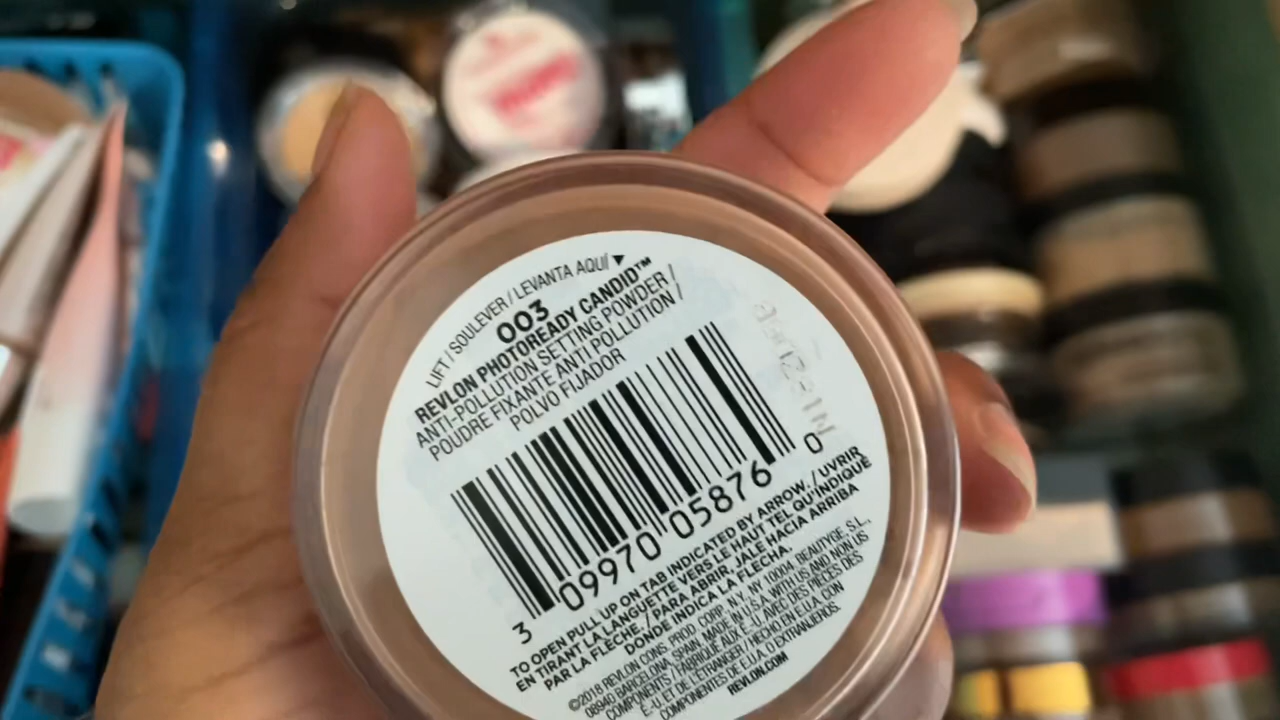 LIFT / SOULEVER / LEVANTA AQUÍ ▼
003
REVLON PHOTOREADY CANDID™
ANTI-POLLUTION SETTING POWDER /
POUDRE FIXANTE ANTI POLLUTION /
POLVO FIJADOR
3 09970 05876 0
TO OPEN PULL UP ON TAB INDICATED BY ARROW. / UVRIR
EN TIRANT LA LANGUETTE VERS LE HAUT TEL QU'INDIQUE
PAR LA FLÈCHE. / PARA ABRIR, JALE HACIA ARRIBA
DONDE INDICA LA FLECHA.
©2018 REVLON CONS. PROD. CORP. N.Y., NY 10004, BEAUTYGE, S.L.,
08940 BARCELONA, SPAIN. MADE IN U.S.A. WITH US AND NON US
COMPONENTS / FABRIQUÉ AUX É.-U. AVEC DES PIÈCES DES
É.-U. ET DE L'ÉTRANGER / HECHO EN E.U.A. CON
COMPONENTES DE E.U.A. O EXTRANJEROS.
REVLON.COM